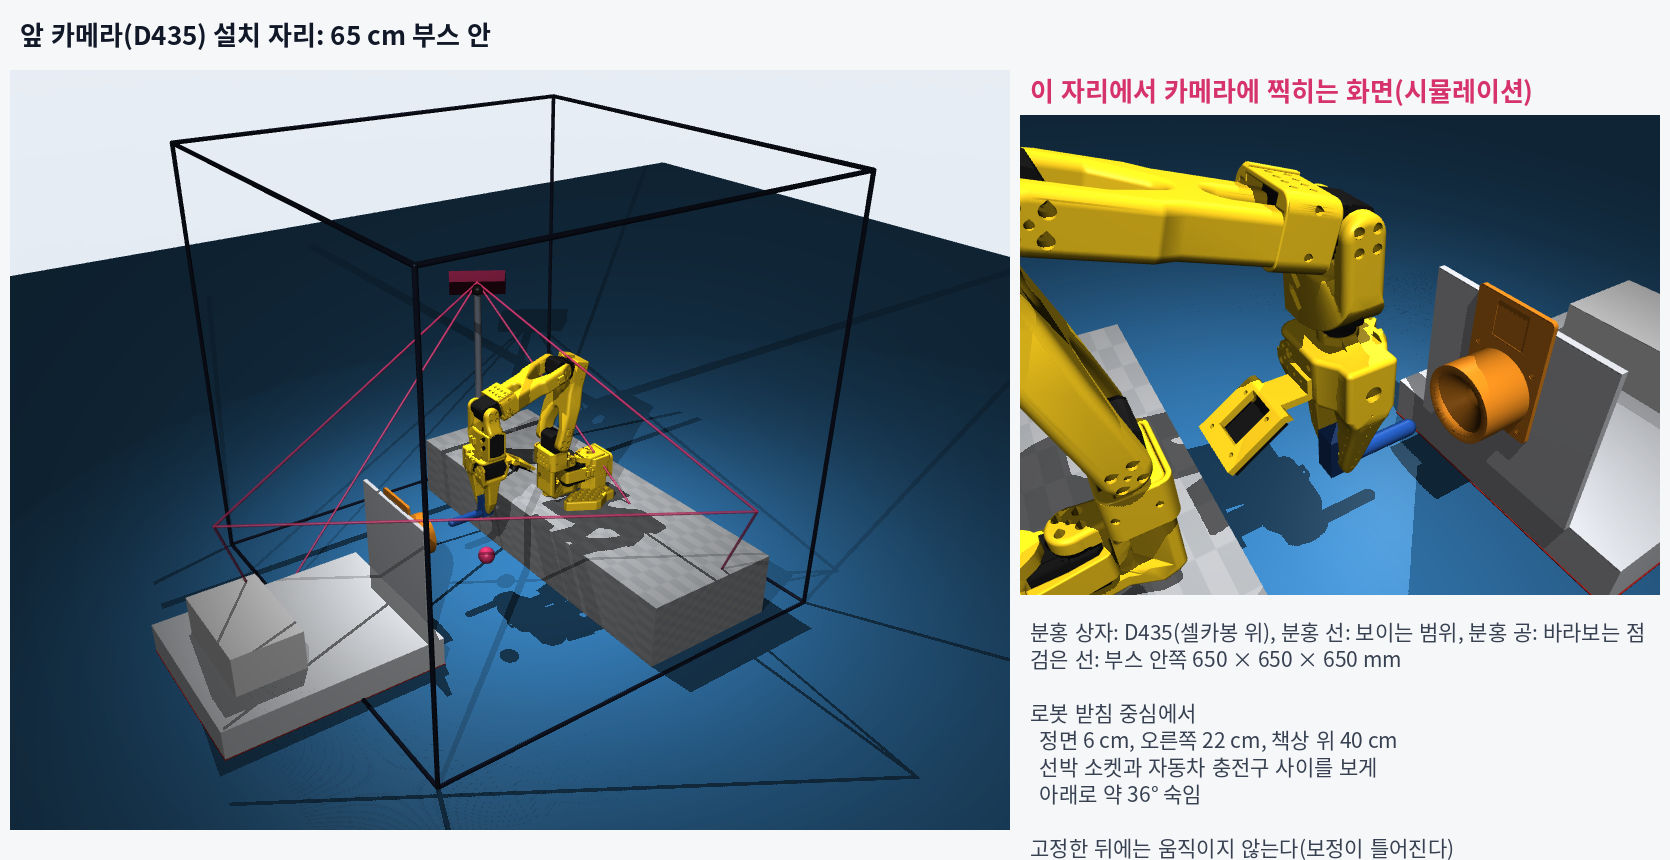 앞 카메라(D435) 설치 자리: 65 cm 부스 안
이 자리에서 카메라에 찍히는 화면(시뮬레이션)
분홍 상자: D435(셀카봉 위), 분홍 선: 보이는 범위, 분홍 공: 바라보는 점
검은 선: 부스 안쪽 650 × 650 × 650 mm
로봇 받침 중심에서
정면 6 cm, 오른쪽 22 cm, 책상 위 40 cm
선박 소켓과 자동차 충전구 사이를 보게
아래로 약 36° 숙임
고정한 뒤에는 움직이지 않는다(보정이 틀어진다)